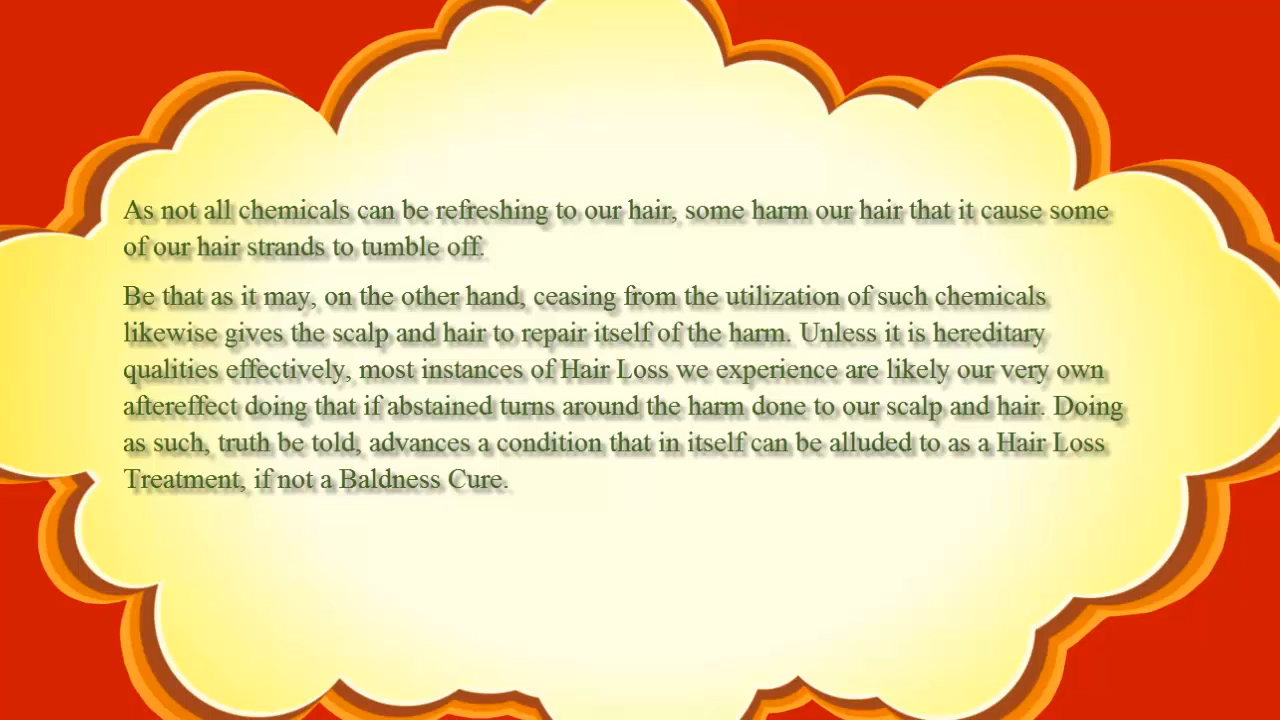 As not all chemicals can be refreshing to our hair, some harm our hair that it cause some
of our hair strands to tumble off.
Be that as it may, on the other hand, ceasing from the utilization of such chemicals
likewise gives the scalp and hair to repair itself of the harm. Unless it is hereditary
qualities effectively, most instances of Hair Loss we experience are likely our very own
aftereffect doing that if abstained turns around the harm done to our scalp and hair. Doing
as such, truth be told, advances a condition that in itself can be alluded to as a Hair Loss
Treatment, if not a Baldness Cure.